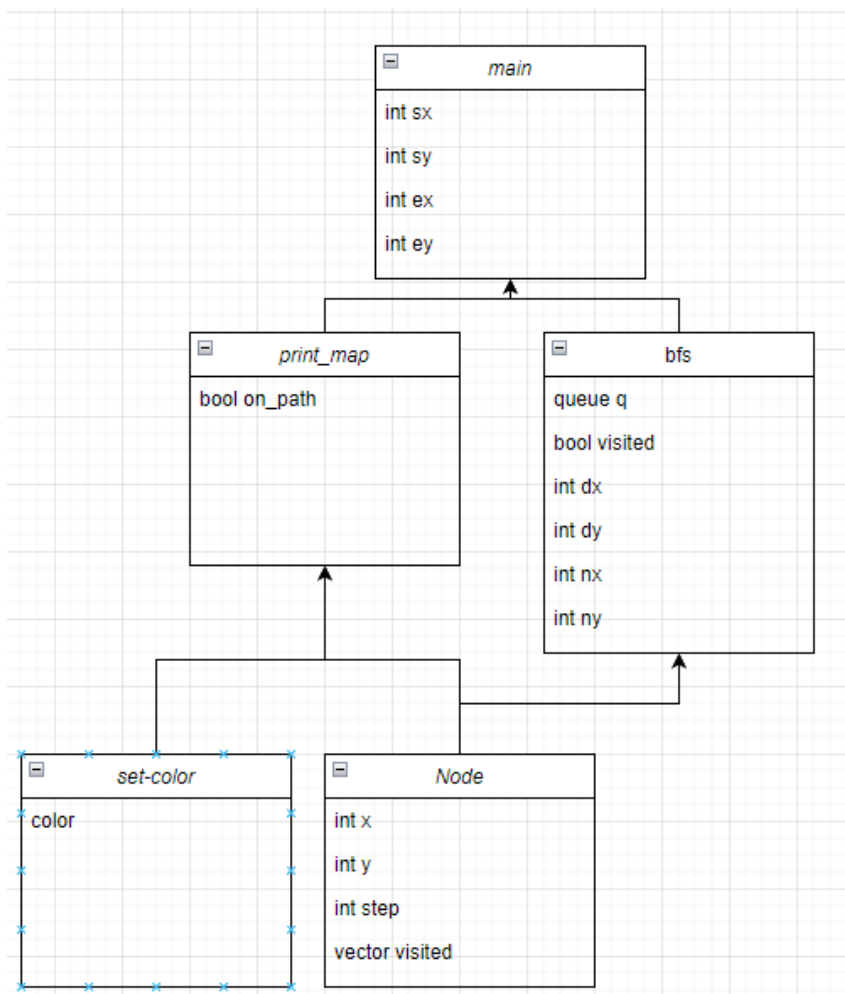 main
int sx
int sy
int ex
int ey
print_map
bool on_path
bfs
queue q
bool visited
int dx
int dy
int nx
int ny
set-color
color
Node
int x
int y
int step
vector visited